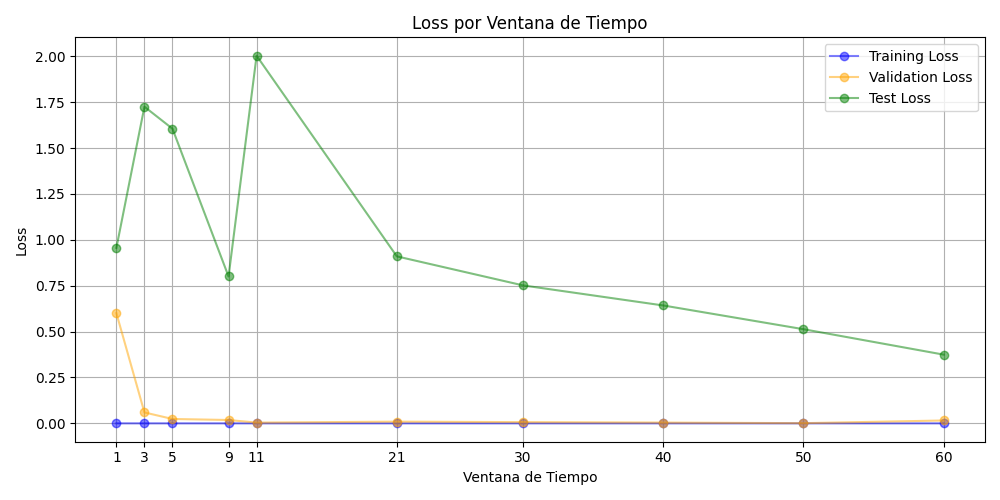 Loss por Ventana de Tiempo
Training Loss
Validation Loss
Test Loss
2.00
1.75
1.50
1.25
1.00
0.75
0.50
0.25
0.00
Loss
1 3 5 9 11 21 30 40 50 60
Ventana de Tiempo